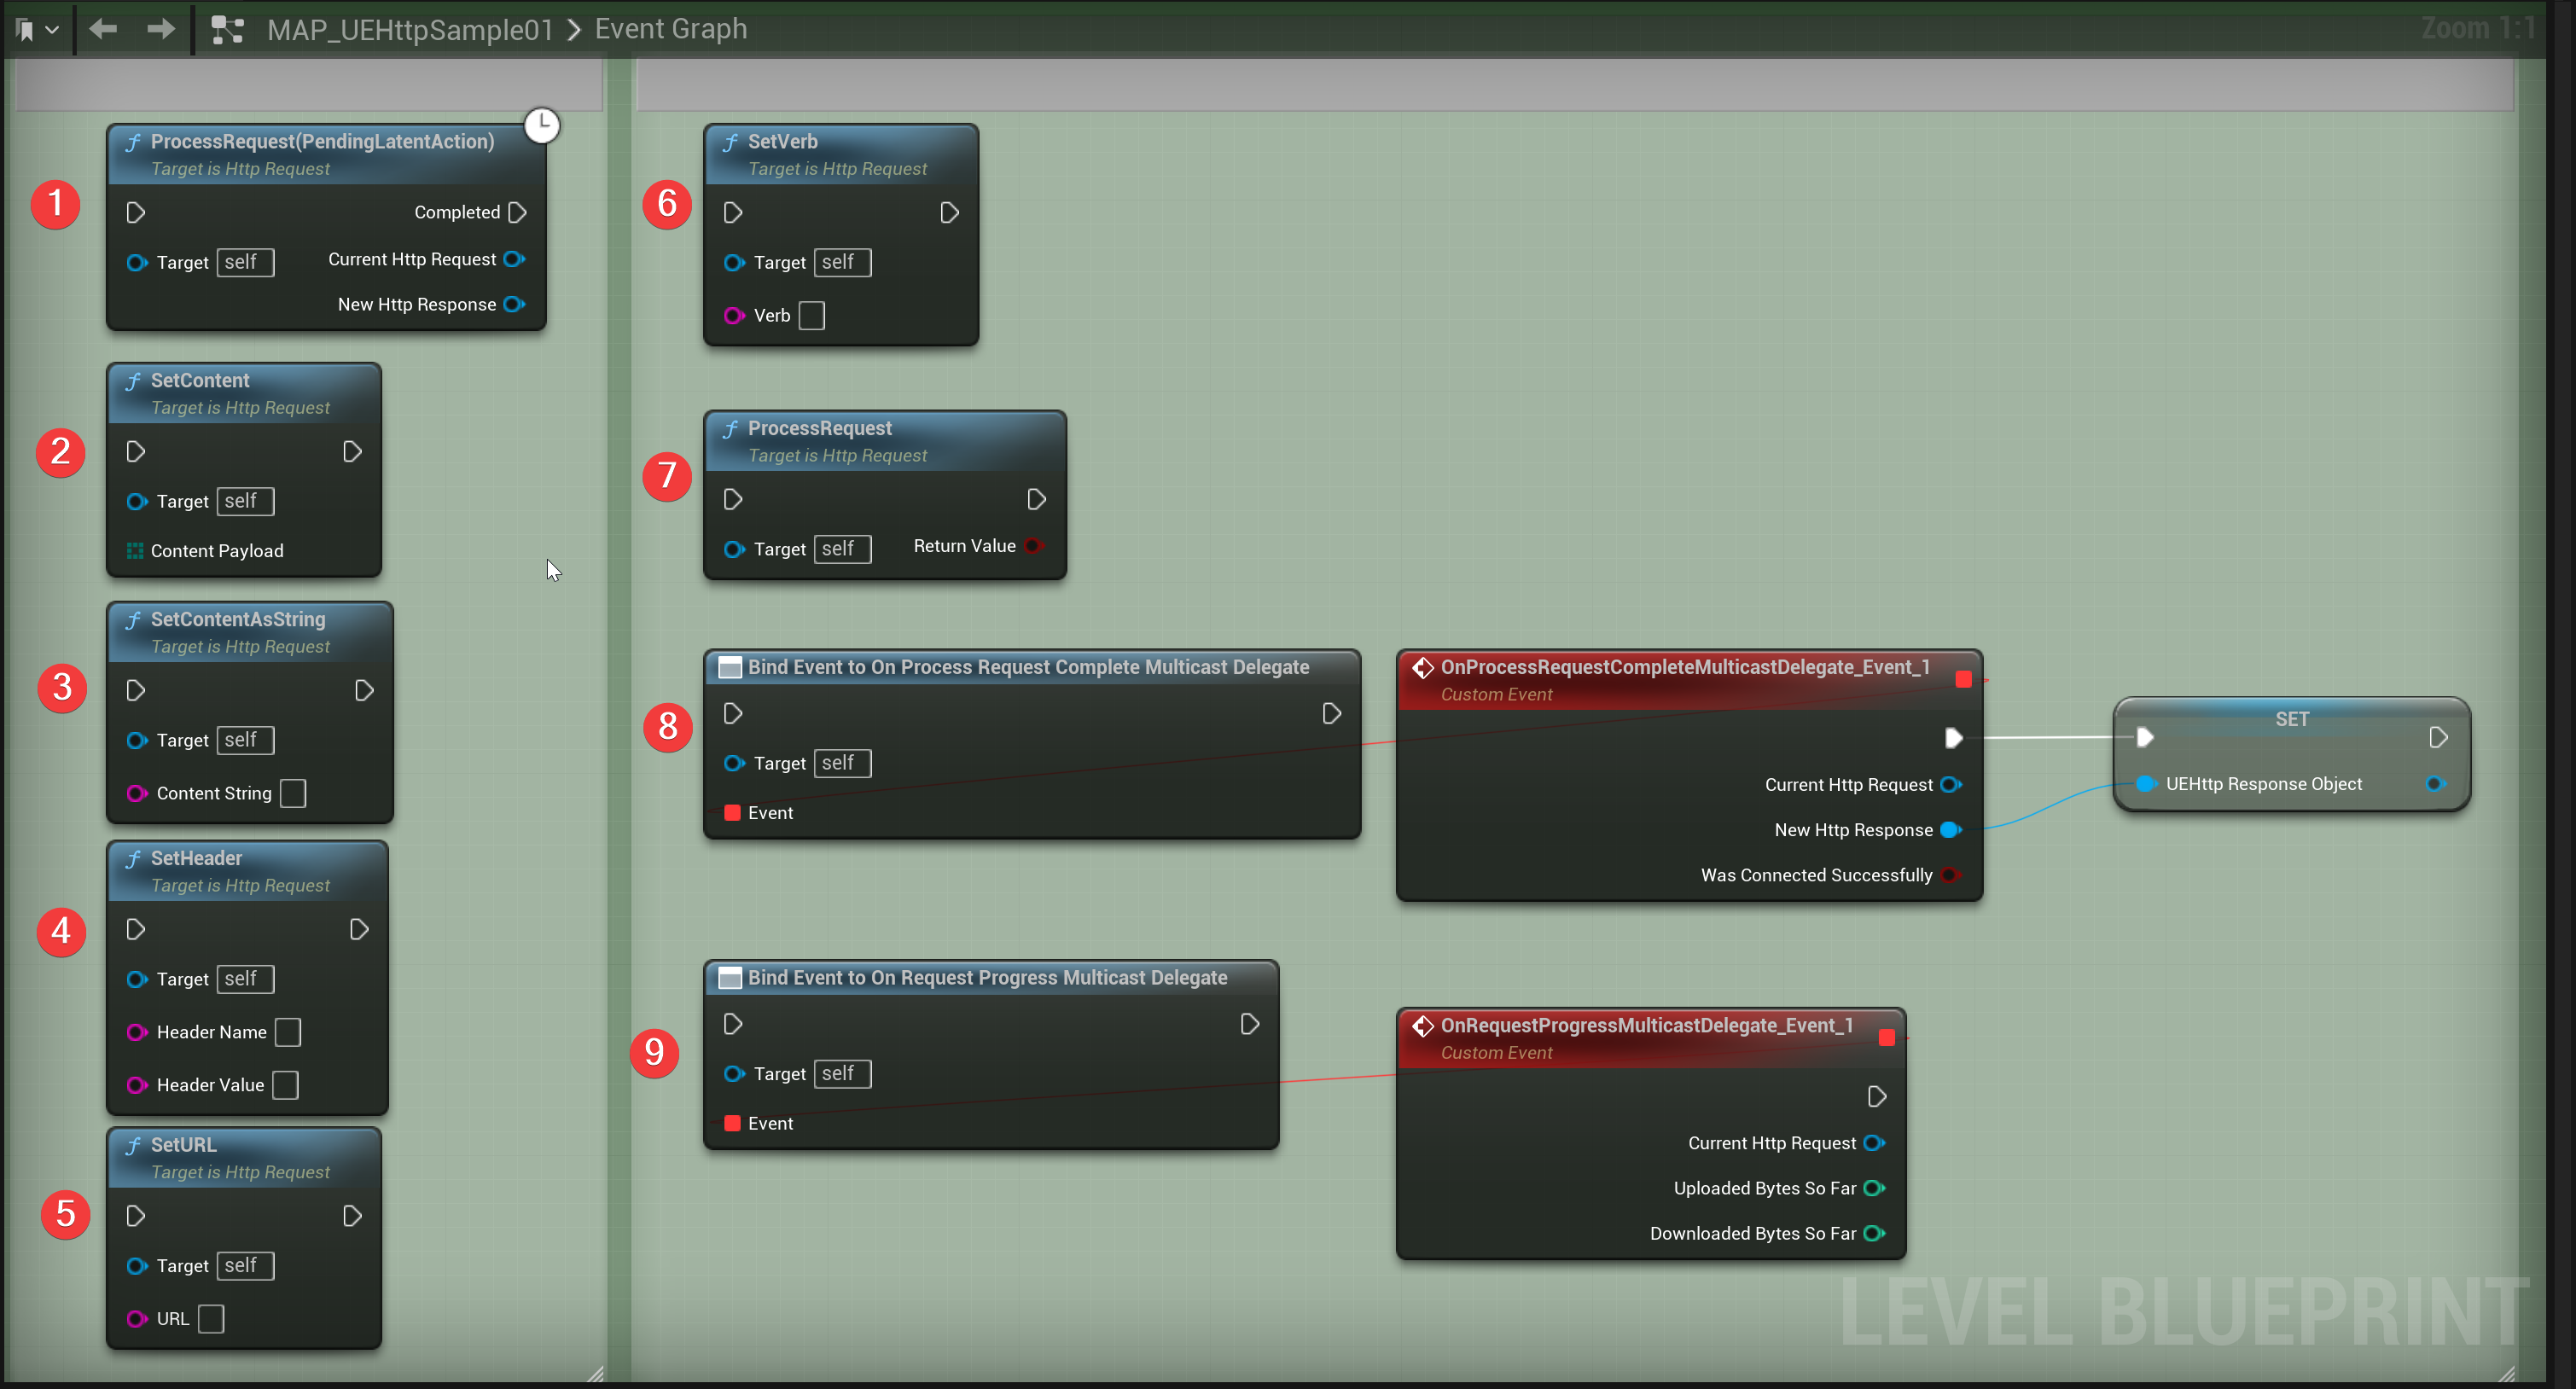 MAP_UEHttpSample01 > Event Graph
Zoom 1:1
1
ProcessRequest(PendingLatentAction)
Target is Http Request
Completed
Target self
Current Http Request
New Http Response
2
SetContent
Target is Http Request
Target self
Content Payload
3
SetContentAsString
Target is Http Request
Target self
Content String
4
SetHeader
Target is Http Request
Target self
Header Name
Header Value
5
SetURL
Target is Http Request
Target self
URL
6
SetVerb
Target is Http Request
Target self
Verb
7
ProcessRequest
Target is Http Request
Target self
Return Value
8
Bind Event to On Process Request Complete Multicast Delegate
Target self
Event
OnProcessRequestCompleteMulticastDelegate_Event_1
Custom Event
Current Http Request
New Http Response
Was Connected Successfully
SET
UEHttp Response Object
9
Bind Event to On Request Progress Multicast Delegate
Target self
Event
OnRequestProgressMulticastDelegate_Event_1
Custom Event
Current Http Request
Uploaded Bytes So Far
Downloaded Bytes So Far
LEVEL BLUEPRINT